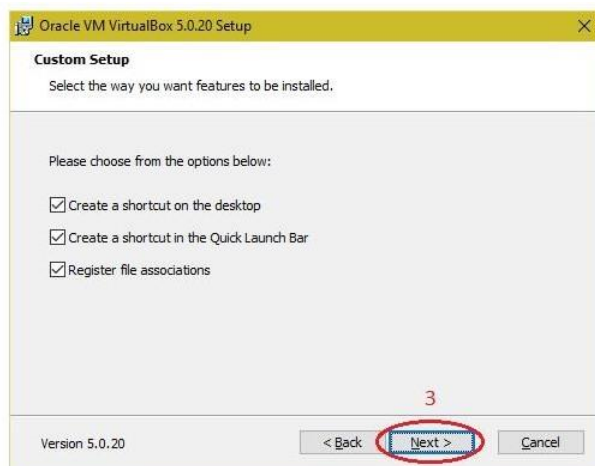 Oracle VM VirtualBox 5.0.20 Setup
Custom Setup
Select the way you want features to be installed.
Please choose from the options below:
Create a shortcut on the desktop
Create a shortcut in the Quick Launch Bar
Register file associations
3
Version 5.0.20 < Back Next > Cancel